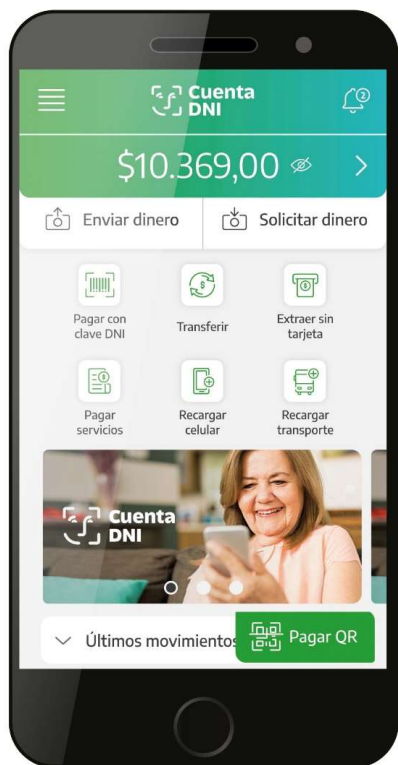 Cuenta
DNI
2
$10.369,00
Enviar dinero
Solicitar dinero
Pagar con
clave DNI
Transferir
Extraer sin
tarjeta
Pagar
servicios
Recargar
celular
Recargar
transporte
Cuenta
DNI
Últimos movimientos
Pagar QR